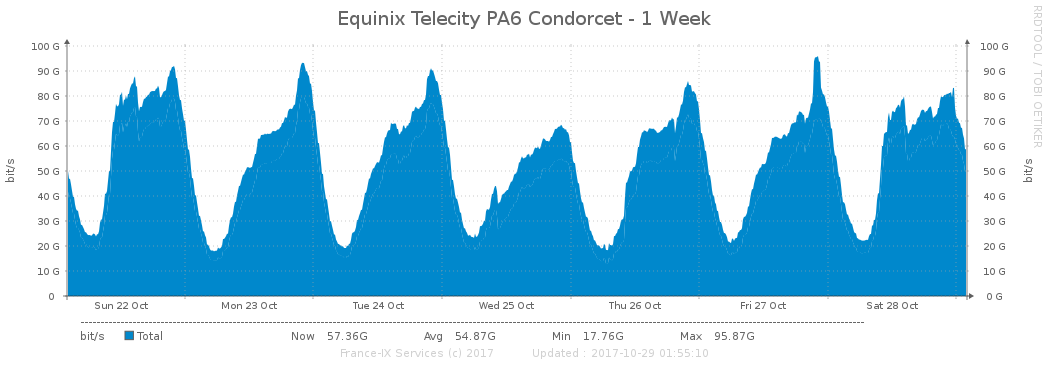 Equinix Telecity PA6 Condorcet - 1 Week
RRDTOOL / TOBI OETIKER
bit/s
100 G
90 G
80 G
70 G
60 G
50 G
40 G
30 G
20 G
10 G
0
100 G
90 G
80 G
70 G
60 G
50 G
40 G
30 G
20 G
10 G
0 G
bit/s
Sun 22 Oct Mon 23 Oct Tue 24 Oct Wed 25 Oct Thu 26 Oct Fri 27 Oct Sat 28 Oct
bit/s Total Now 57.36G Avg 54.87G Min 17.76G Max 95.87G
France-IX Services (c) 2017 Updated : 2017-10-29 01:55:10